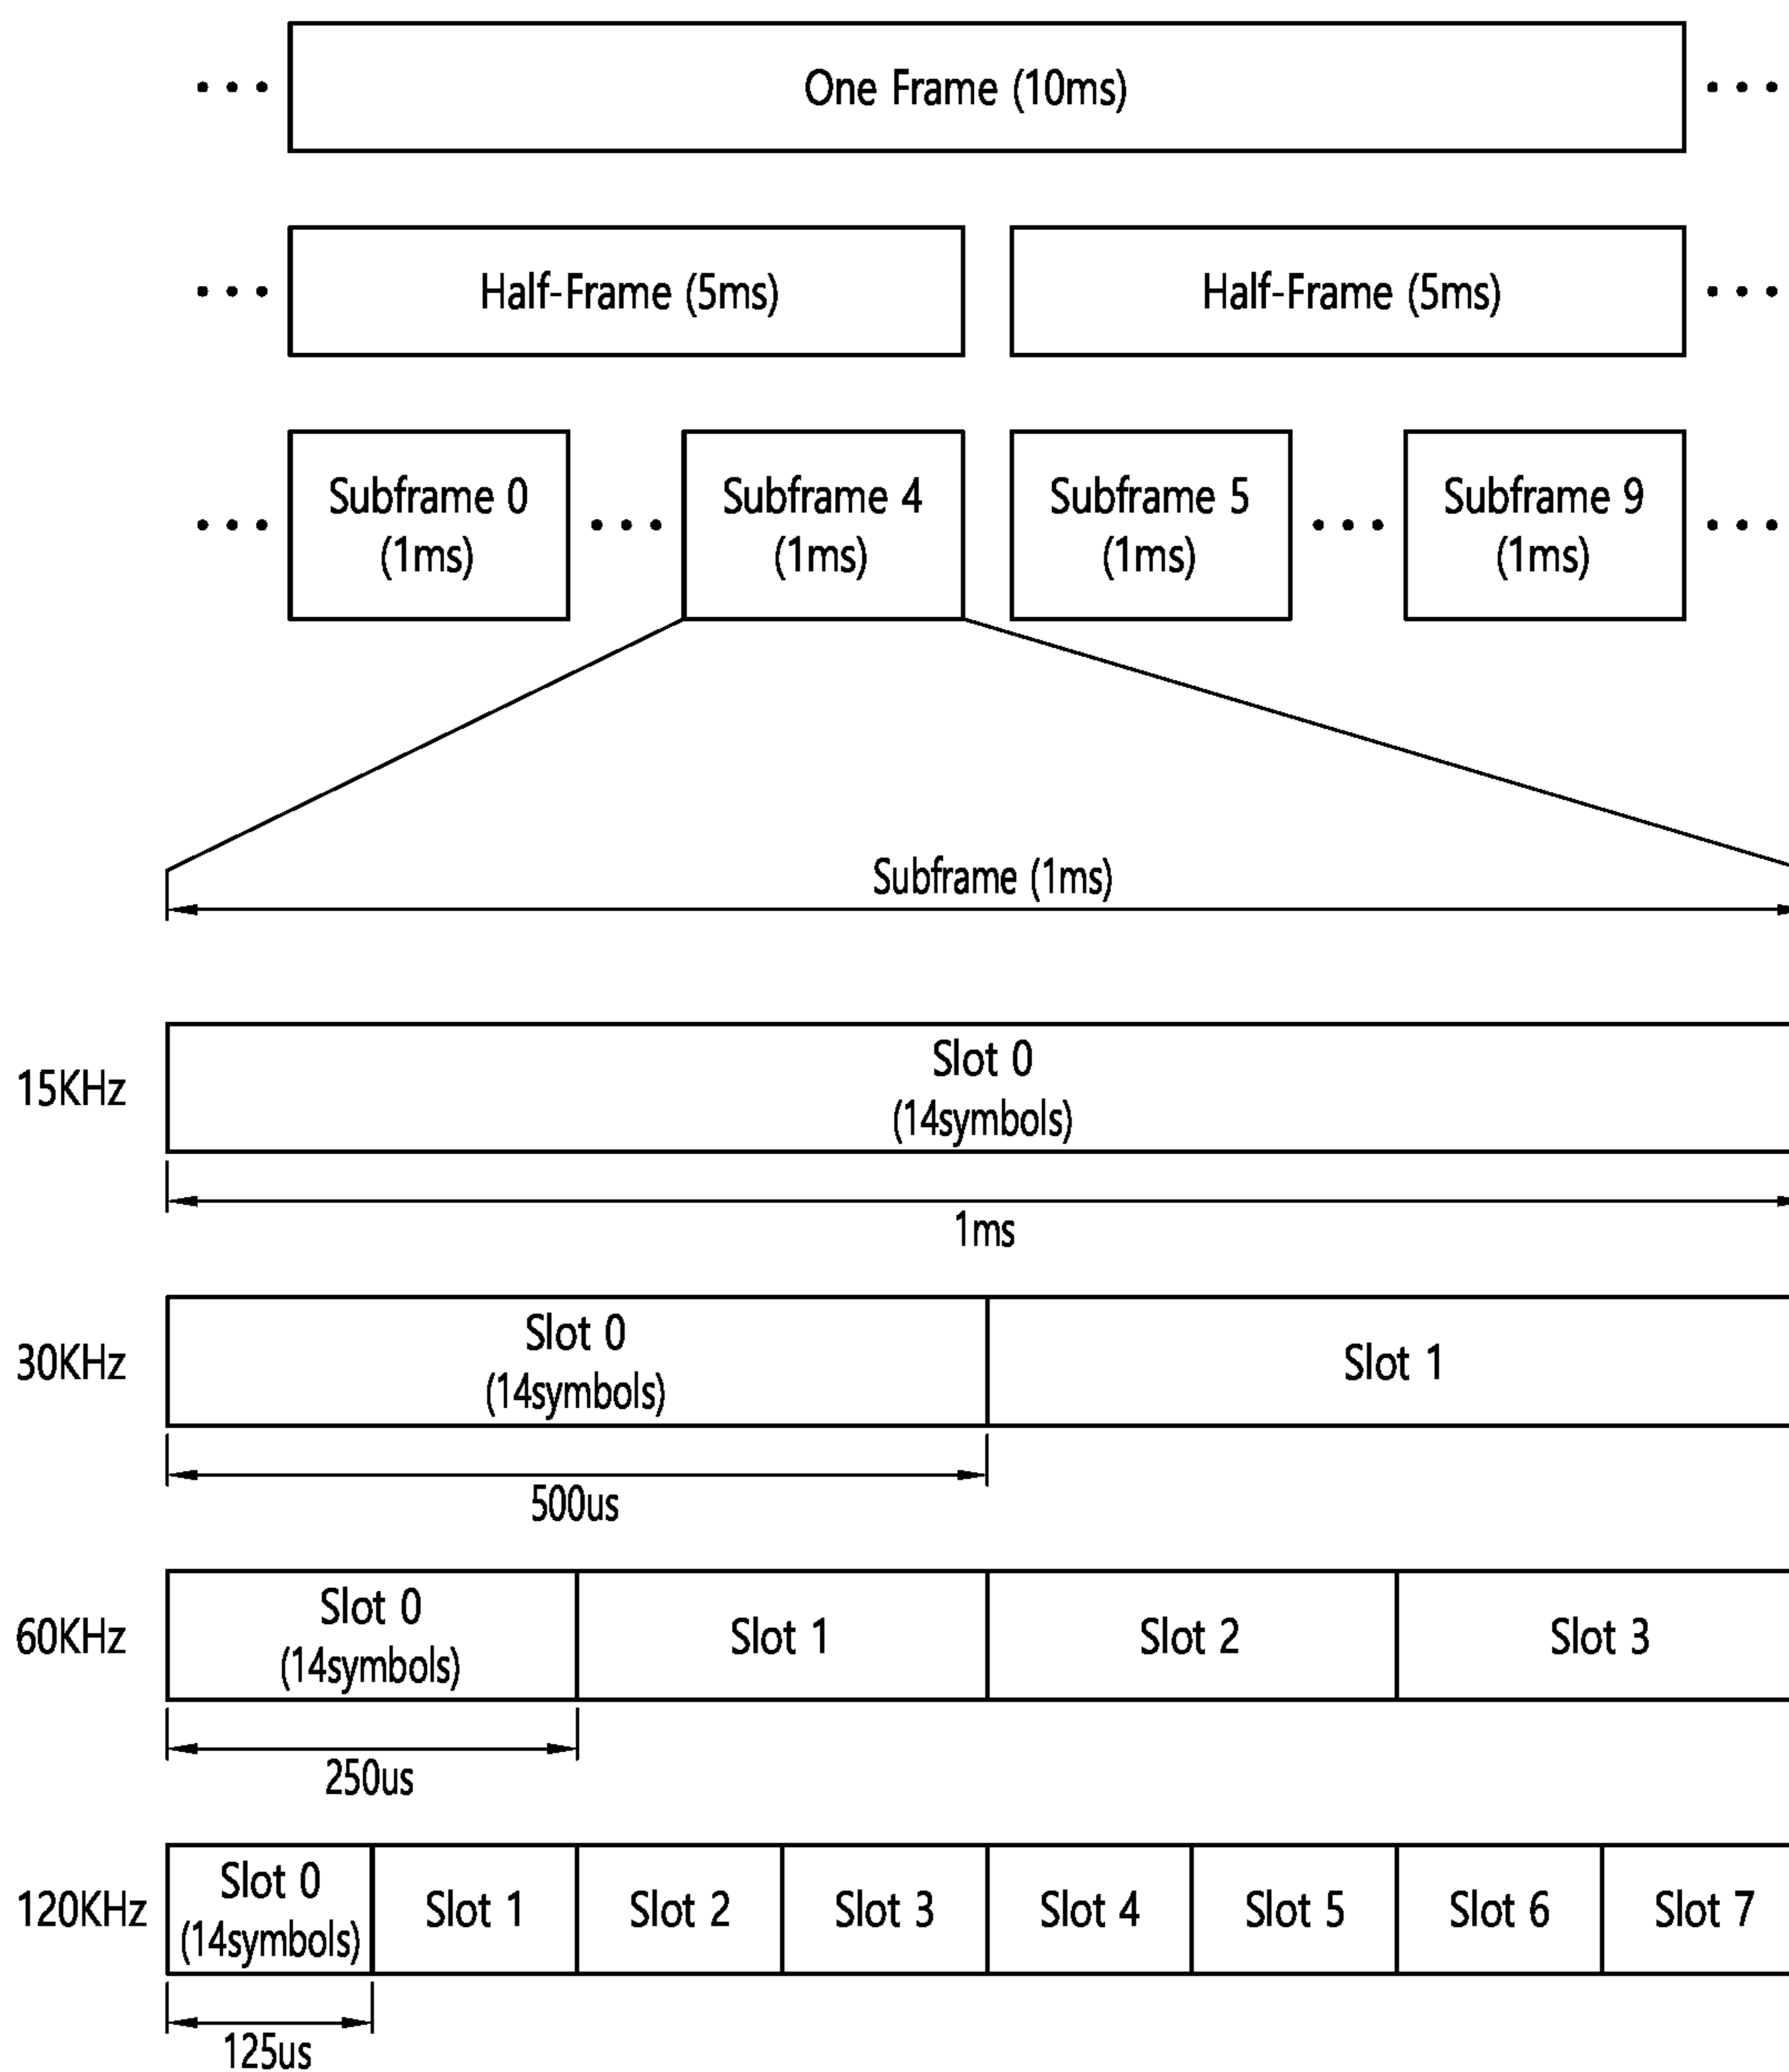 One Frame (10ms)
Half-Frame (5ms)
Half-Frame (5ms)
Subframe 0
(1ms)
Subframe 4
(1ms)
Subframe 5
(1ms)
Subframe 9
(1ms)
Subframe (1ms)
15KHz
Slot 0
(14symbols)
1ms
30KHz
Slot 0
(14symbols)
Slot 1
500us
60KHz
Slot 0
(14symbols)
Slot 1
Slot 2
Slot 3
250us
120KHz
Slot 0
(14symbols)
Slot 1
Slot 2
Slot 3
Slot 4
Slot 5
Slot 6
Slot 7
125us